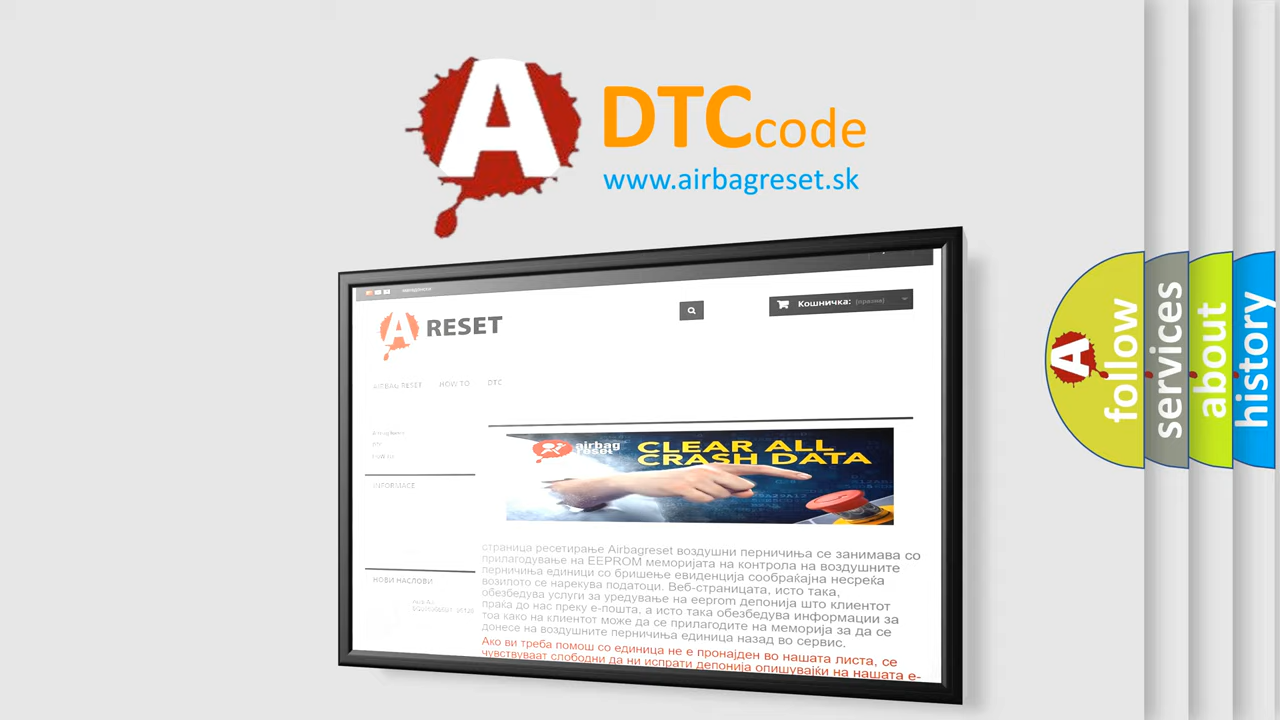 A
DTCcode
www.airbagreset.sk
A RESET
Кошничка: (празни)
AIRBAG RESET HOW TO DTC
INFORMACE
НОВИ НАСЛОВИ
airbag reset
CLEAR ALL
CRASH DATA
страница ресетирање Airbagreset воздушни перничиња се занимава со
прилагодување на EEPROM меморијата на контрола на воздушните
перничиња единици со бришење евиденција сообраќајна несреќа
возилото се нарекува податоци. Веб-страницата, исто така,
обезбедува услуги за уредување на eeprom депонија што клиентот
праќа до нас преку е-пошта, а исто така обезбедува информации за
тоа како на клиентот може да се прилагодите на меморија за да се
донесе на воздушните перничиња единица назад во сервис.
Ако ви треба помош со единица не е пронајден во нашата листа, се
чувствуваат слободни да ни испрати депонија опишувајќи на нашата е-
A follow
services
about
history